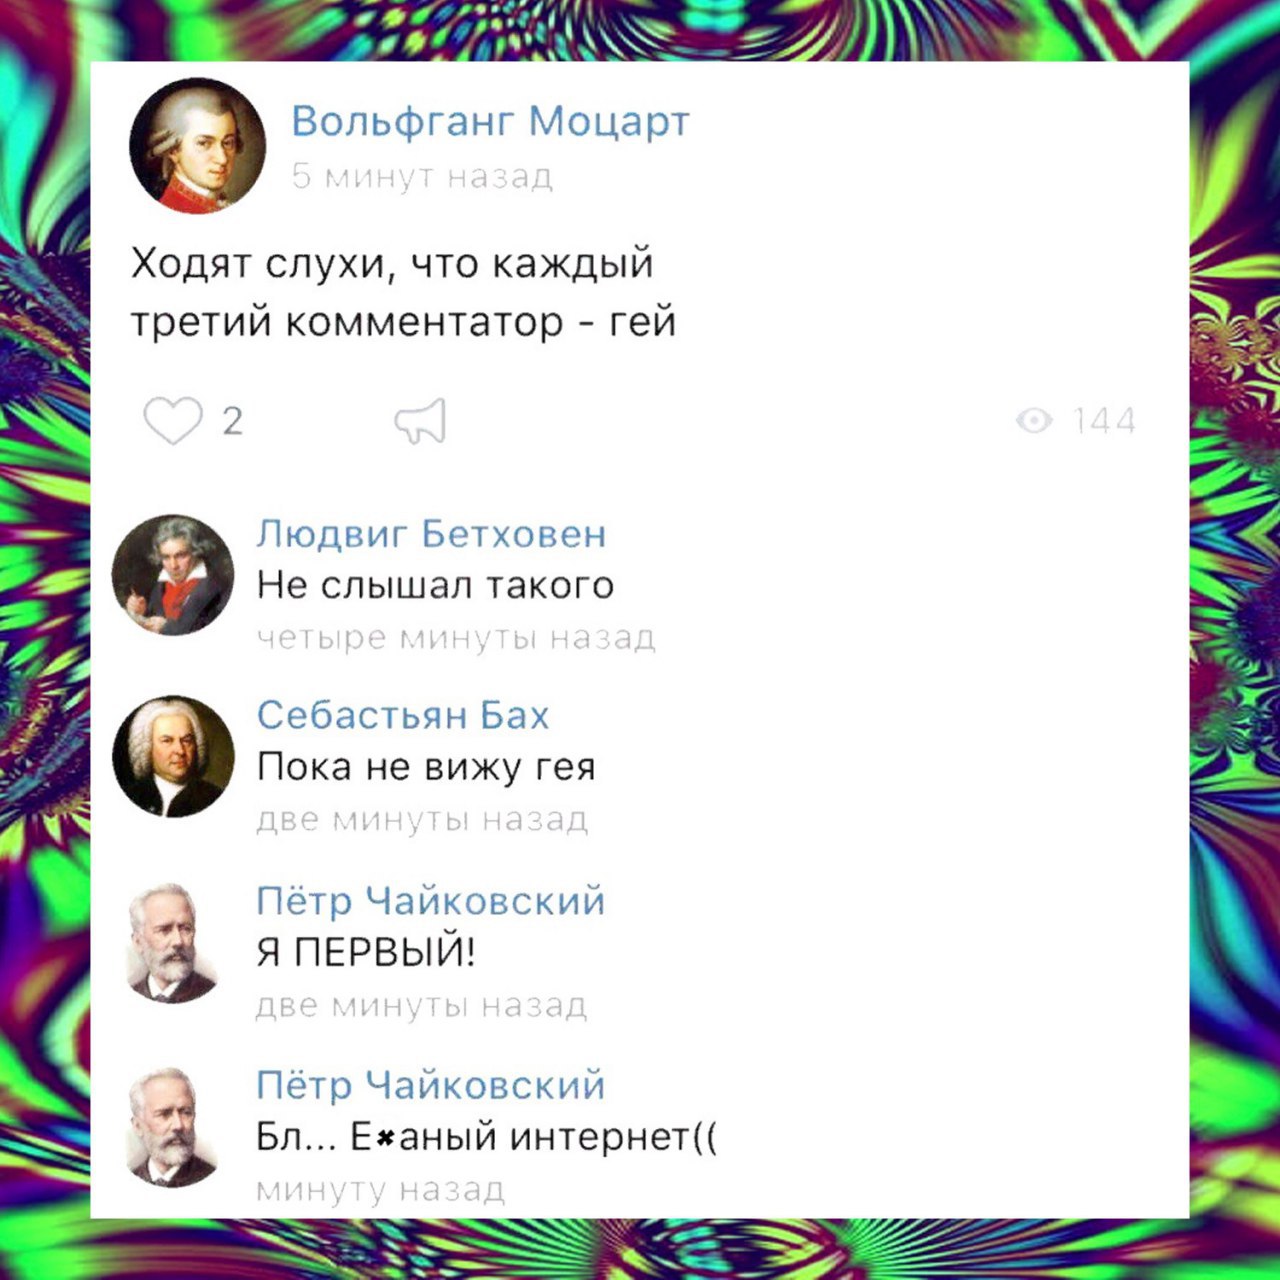 Вольфганг Моцарт
5 минут назад
Ходят слухи, что каждый
третий комментатор - гей
2
144
Людвиг Бетховен
Не слышал такого
четыре минуты назад
Себастьян Бах
Пока не вижу гея
две минуты назад
Пётр Чайковский
Я ПЕРВЫЙ!
две минуты назад
Пётр Чайковский
Бл... Е✖аный интернет((
минуту назад